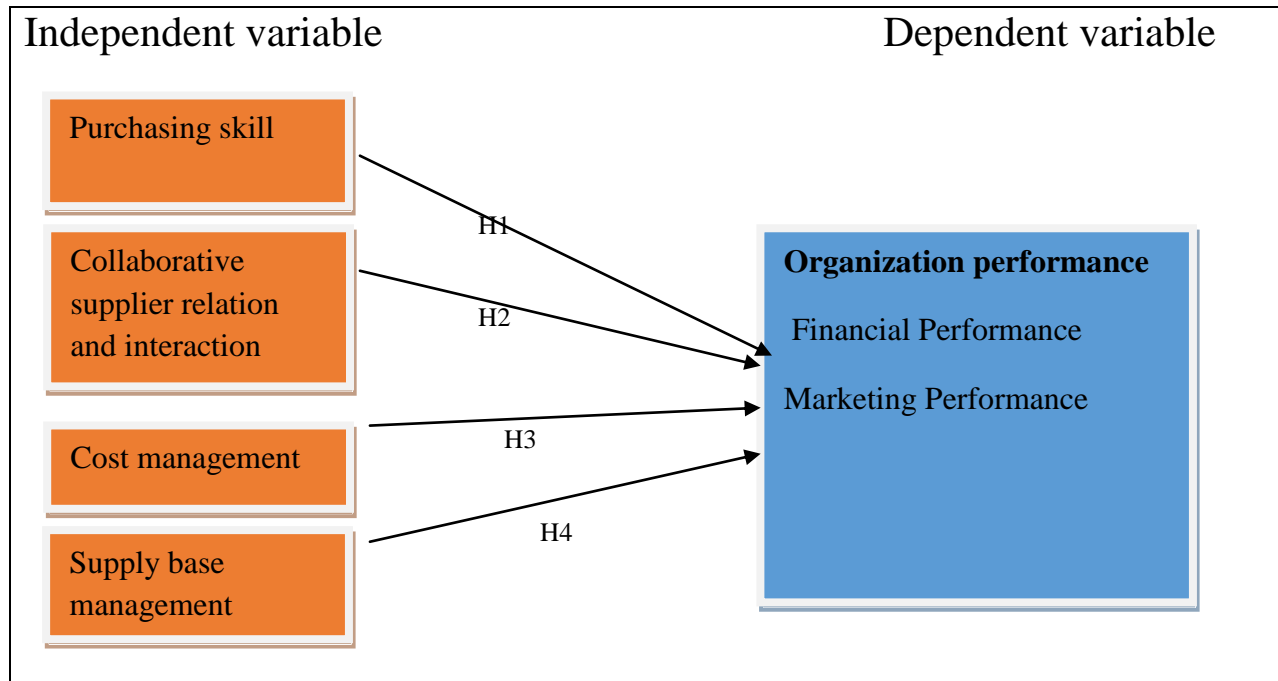 Independent variable
Dependent variable
Purchasing skill
H1
Collaborative
supplier relation
and interaction
H2
Organization performance
Financial Performance
Marketing Performance
Cost management
H3
Supply base
management
H4